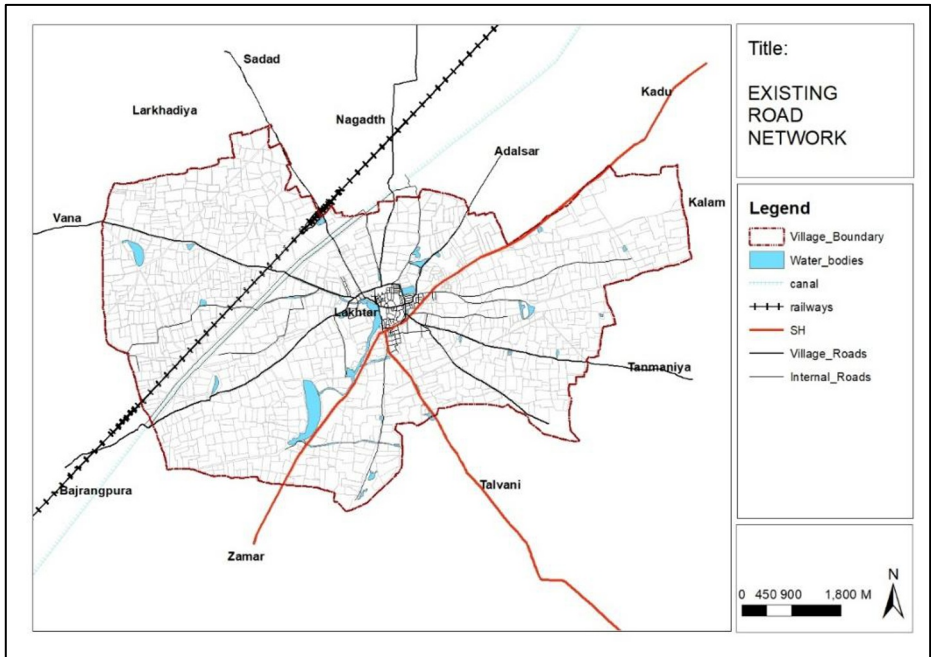 Sadad
Larkhadiya
Nagadth
Kadu
Adalsar
Kalam
Vana
Lakhtar
Tanmaniya
Bajrangpura
Talvani
Zamar
Title:
EXISTING
ROAD
NETWORK
Legend
Village_Boundary
Water_bodies
canal
railways
SH
Village_Roads
Internal_Roads
N
0 450 900 1,800 M